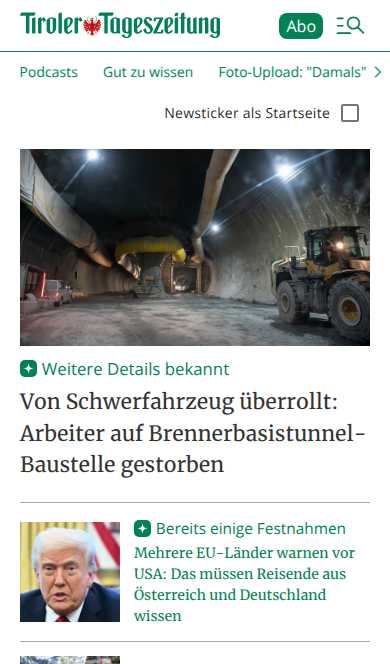 Tiroler Tageszeitung
Abo
Podcasts
Gut zu wissen
Foto-Upload: "Damals"
Newsticker als Startseite
Weitere Details bekannt
Von Schwerfahrzeug überrollt:
Arbeiter auf Brennerbasistunnel-
Baustelle gestorben
Bereits einige Festnahmen
Mehrere EU-Länder warnen vor
USA: Das müssen Reisende aus
Österreich und Deutschland
wissen